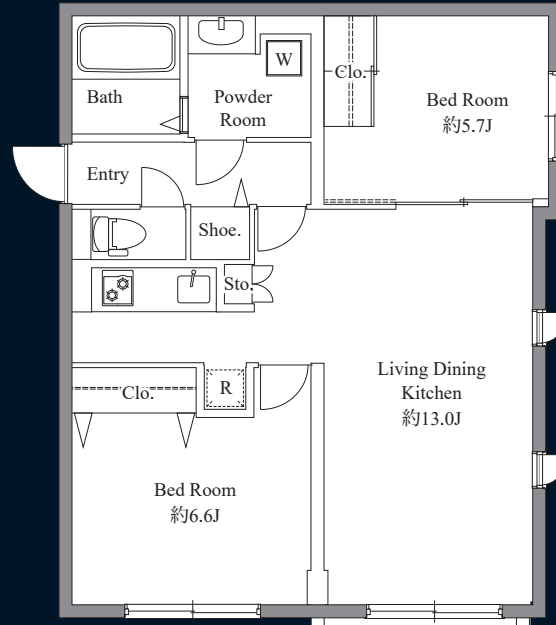 Bath
Powder
Room
W
Clo.
Bed Room
約5.7J
Entry
Shoe.
Sto.
Clo.
R
Living Dining
Kitchen
約13.0J
Bed Room
約6.6J